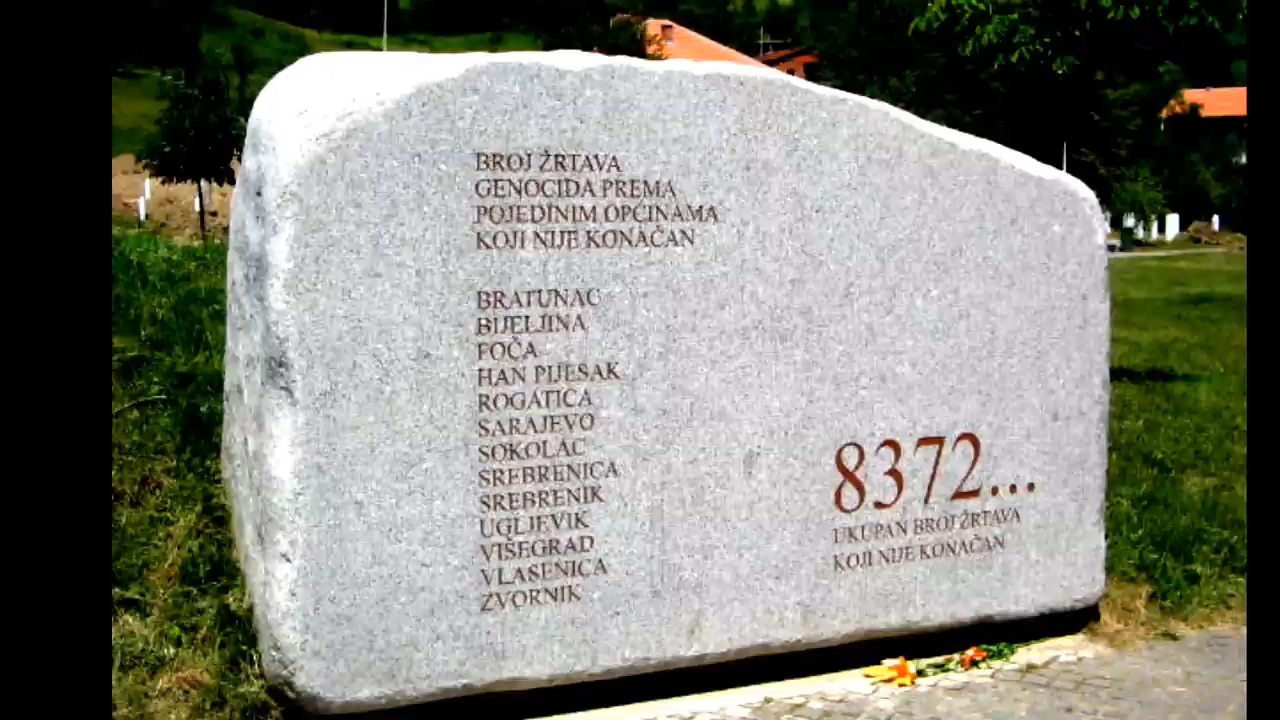 BROJ ŽRTAVA
GENOCIDA PREMA
POJEDINIM OPĆINAMA
KOJI NIJE KONAČAN
BRATUNAC
BIJELJINA
FOČA
HAN PIJESAK
ROGATICA
SARAJEVO
SOKOLAC
SREBRENICA
SREBRENIK
UGLJEVIK
VIŠEGRAD
VLASENICA
ZVORNIK
8372...
UKUPAN BROJ ŽRTAVA
KOJI NIJE KONAČAN